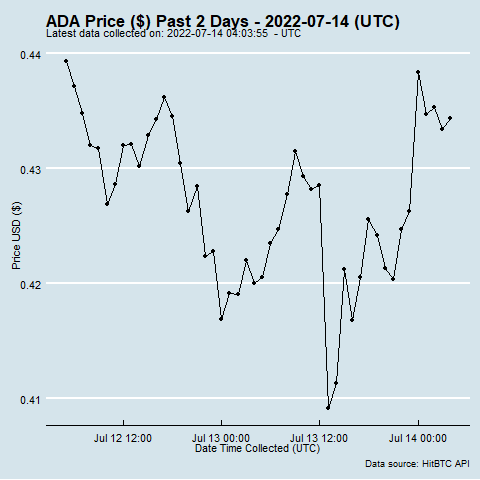 ADA Price ($) Past 2 Days - 2022-07-14 (UTC)
Latest data collected on: 2022-07-14 04:03:55 - UTC
0.44
0.43
0.42
0.41
Price USD ($)
Jul 12 12:00
Jul 13 00:00
Jul 13 12:00
Jul 14 00:00
Date Time Collected (UTC)
Data source: HitBTC API